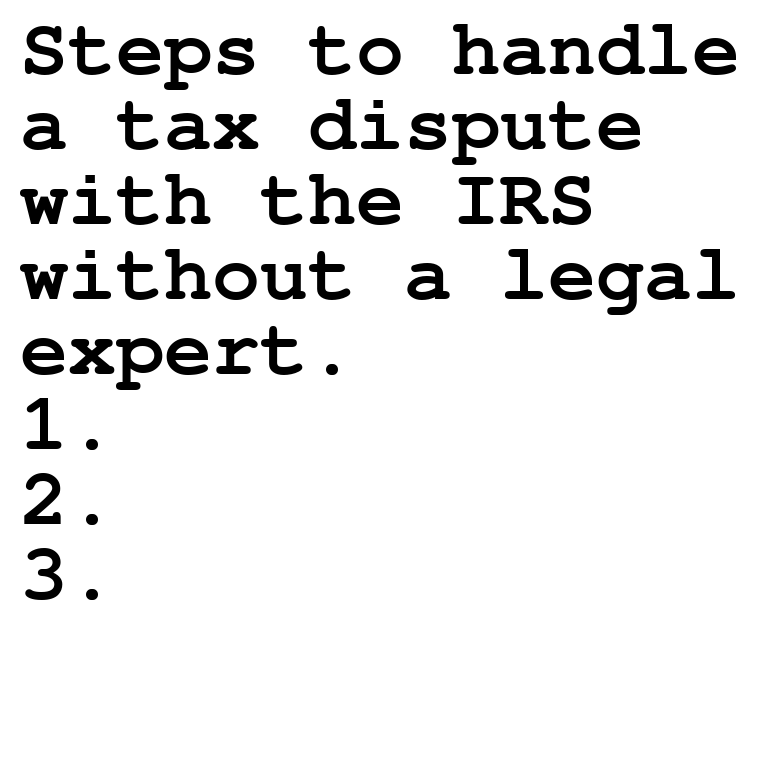 Steps to handle
a tax dispute
with the IRS
without a legal
expert.
1.
2.
3.